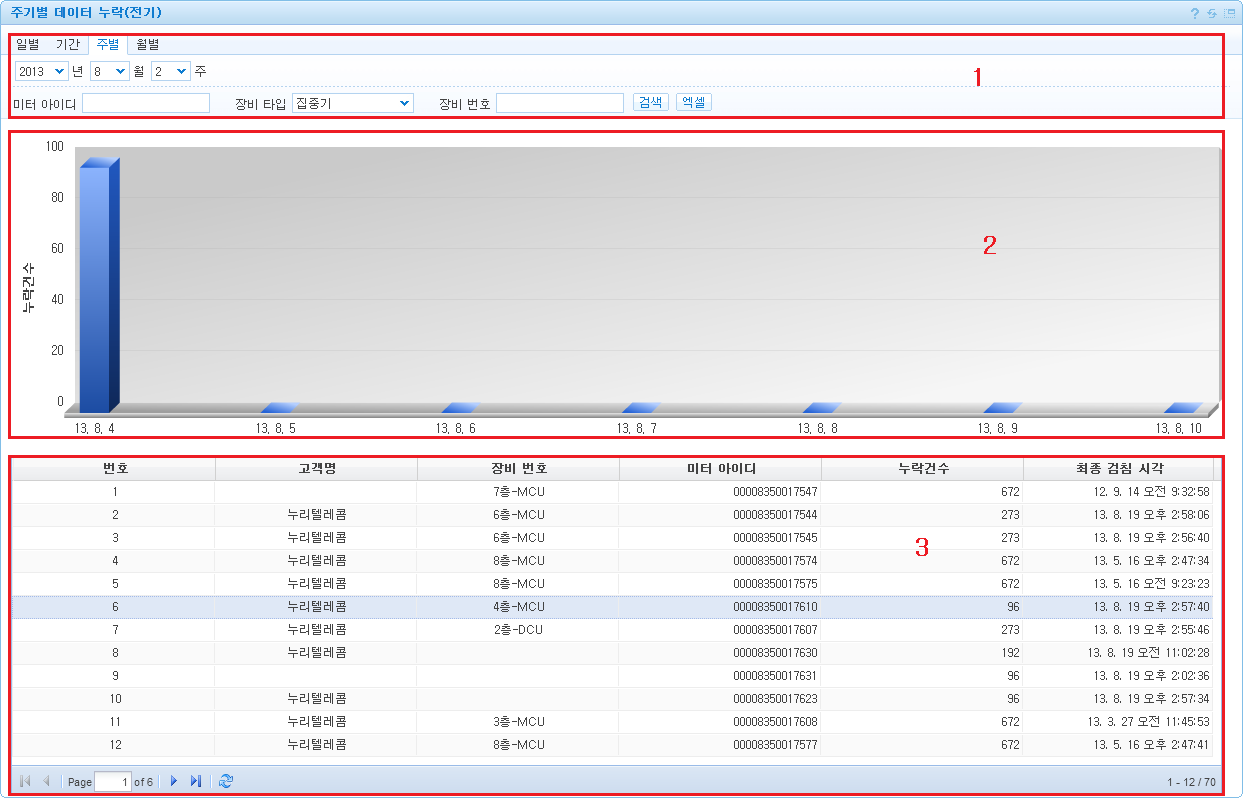 주기별 데이터 누락(전기)
일별 기간 주별 월별
2013 년 8 월 2 주
1
미터 아이디 장비 타입 집중기 장비 번호 검색 엑셀
100
80
60
40
20
0
누락건수
2
13. 8. 4 13. 8. 5 13. 8. 6 13. 8. 7 13. 8. 8 13. 8. 9 13. 8. 10
번호 고객명 장비 번호 미터 아이디 누락건수 최종 검침 시각
1 7층-MCU 00008350017547 672 12. 9. 14 오전 9:32:58
2 누리텔레콤 6층-MCU 00008350017544 273 13. 8. 19 오후 2:58:06
3 누리텔레콤 6층-MCU 00008350017545 273 13. 8. 19 오후 2:56:40
3
4 누리텔레콤 8층-MCU 00008350017574 672 13. 5. 16 오후 2:47:34
5 누리텔레콤 8층-MCU 00008350017575 672 13. 5. 16 오전 9:23:23
6 누리텔레콤 4층-MCU 00008350017610 96 13. 8. 19 오후 2:57:40
7 누리텔레콤 2층-DCU 00008350017607 273 13. 8. 19 오후 2:55:46
8 누리텔레콤 00008350017630 192 13. 8. 19 오전 11:02:28
9 00008350017631 96 13. 8. 19 오후 2:02:36
10 누리텔레콤 00008350017623 96 13. 8. 19 오후 2:57:34
11 누리텔레콤 3층-MCU 00008350017608 672 13. 3. 27 오전 11:45:53
12 누리텔레콤 8층-MCU 00008350017577 672 13. 5. 16 오후 2:47:41
Page 1 of 6 1 - 12 / 70